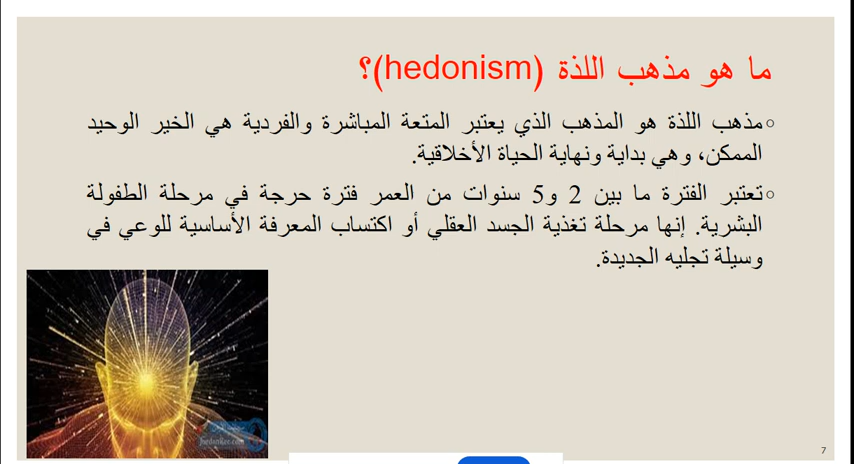 ما هو مذهب اللذة (hedonism)؟
○مذهب اللذة هو المذهب الذي يعتبر المتعة المباشرة والفردية هي الخير الوحيد
الممكن، وهي بداية ونهاية الحياة الأخلاقية.
○تعتبر الفترة ما بين 2 و5 سنوات من العمر فترة حرجة في مرحلة الطفولة
البشرية. إنها مرحلة تغذية الجسد العقلي أو اكتساب المعرفة الأساسية للوعي في
وسيلة تجليه الجديدة.
7